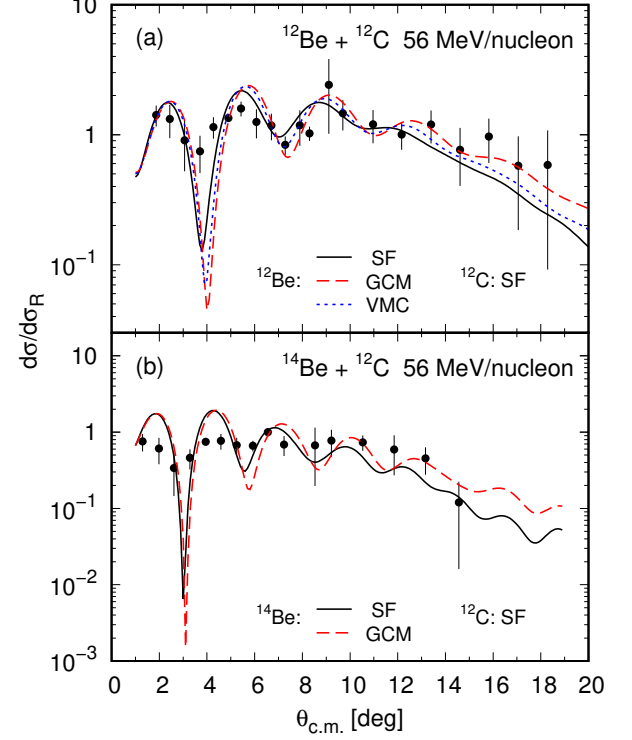 10
(a) ¹²Be + ¹²C 56 MeV/nucleon
1
10⁻¹
SF
¹²Be: GCM ¹²C: SF
VMC
dσ/dσ_R
10
(b) ¹⁴Be + ¹²C 56 MeV/nucleon
1
10⁻¹
10⁻²
¹⁴Be: SF ¹²C: SF
GCM
10⁻³
0 2 4 6 8 10 12 14 16 18 20
θ_c.m. [deg]